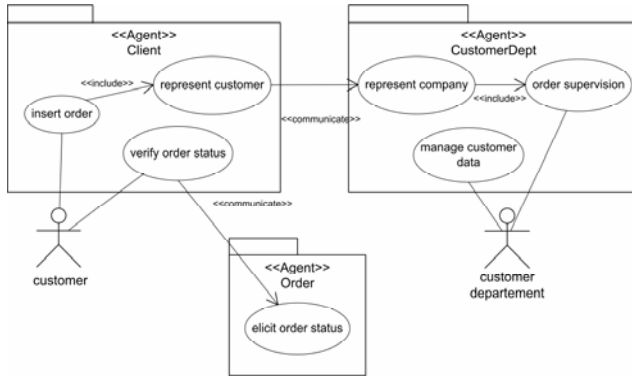 <<Agent>>
Client
<<include>>
represent customer
insert order
verify order status
<<communicate>>
<<Agent>>
CustomerDept
represent company
<<include>>
order supervision
manage customer
data
<<communicate>>
customer
<<Agent>>
Order
elicit order status
customer
departement